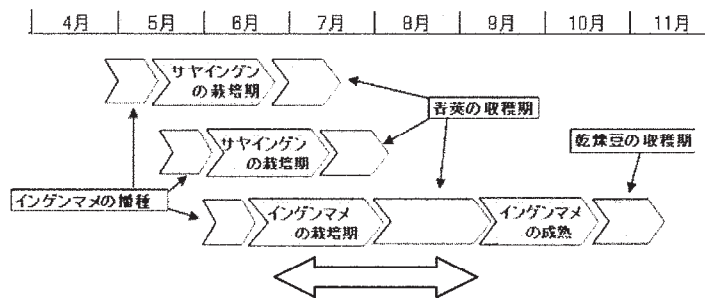 4月 5月 6月 7月 8月 9月 10月 11月
サヤインゲン
の栽培期
青莢の収穫期
サヤインゲン
の栽培期
乾燥豆の収穫期
インゲンマメの播種
インゲンマメ
の栽培期
インゲンマメ
の成熟